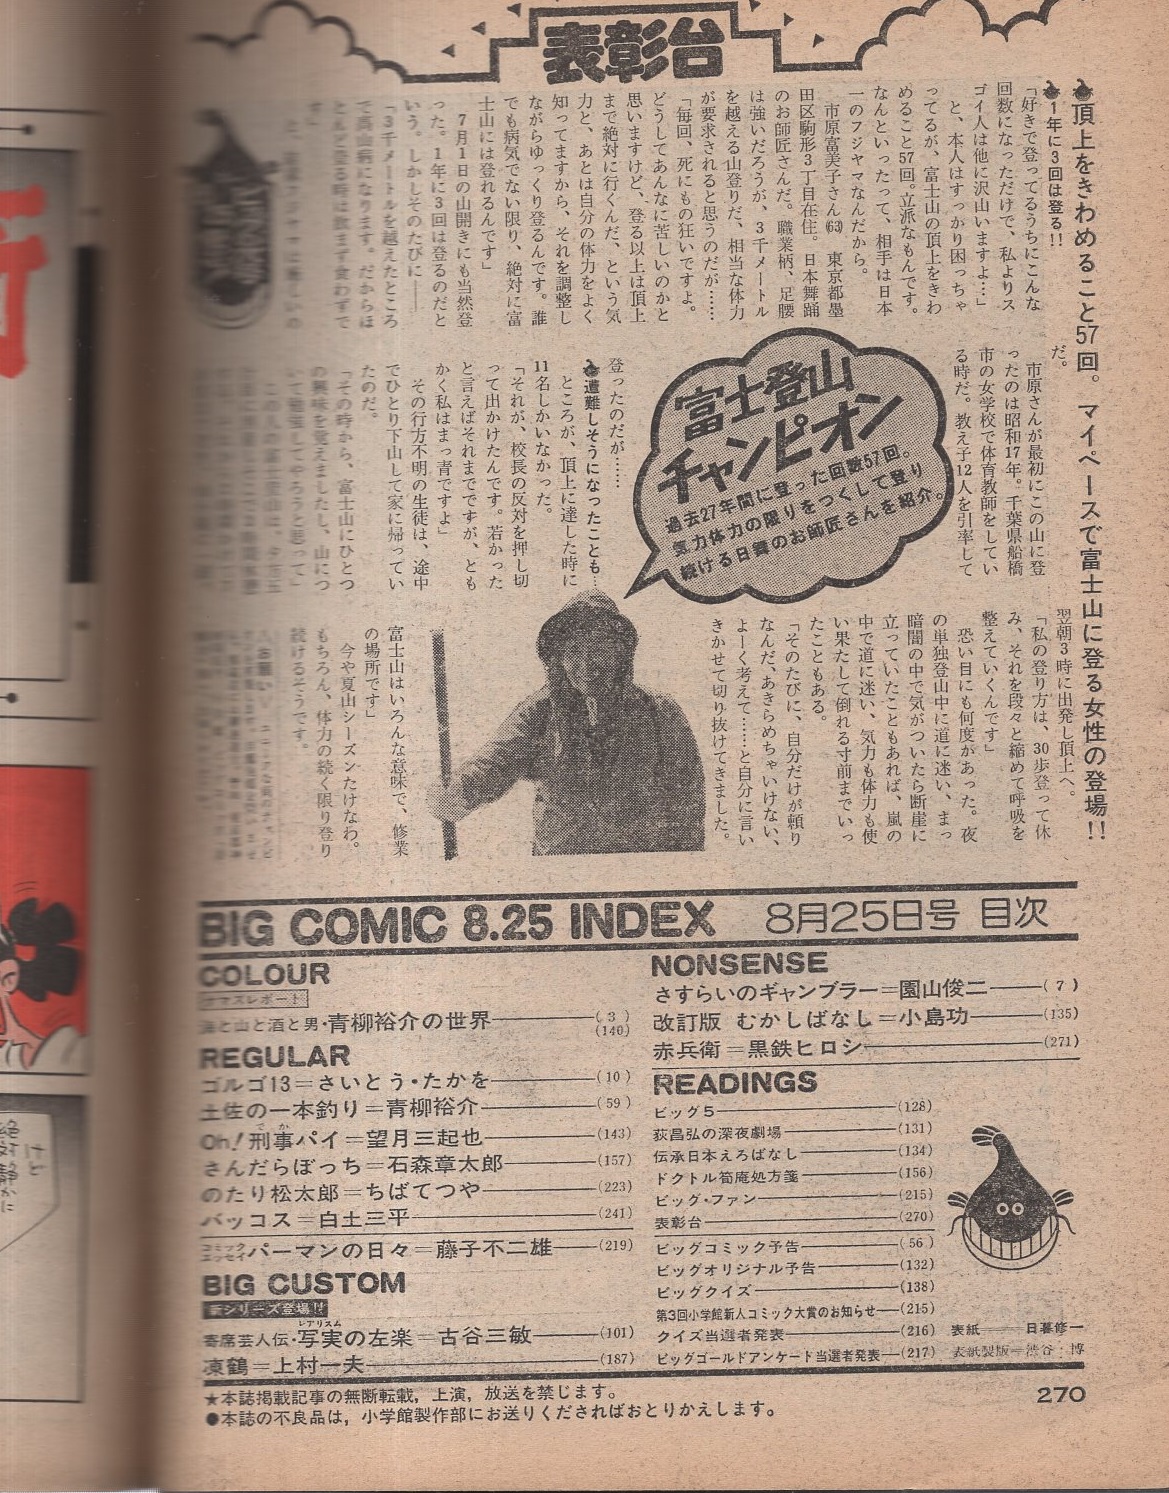 表彰台
頂上をきわめること57回。マイペースで富士山に登る女性の登場!!
1年に3回は登る!!
「好きで登ってるうちにこんな
回数になっただけで、私よりス
ゴイ人は他に沢山いますよ…」
と、本人はすっかり困っちゃ
ってるが、富士山の頂上をきわ
めること57回。立派なもんです。
なんといったって、相手は日本
一のフジヤマなんだから。
市原富美子さん(63) 東京都墨
田区駒形3丁目在住。日本舞踊
のお師匠さんだ。職業柄、足腰
は強いだろうが、3千メートル
を越える山登りだ、相当な体力
が要求されると思うのだが……
「毎回、死にもの狂いですよ。
どうしてあんなに苦しいのかと
思いますけど、登る以上は頂上
まで絶対に行くんだ、という気
力と、あとは自分の体力をよく
知ってますから、それを調整し
ながらゆっくり登るんです。誰
でも病気でない限り、絶対に富
士山には登れるんです」
7月1日の山開きにも当然登
った。1年に3回は登るのだと
いう。しかしそのたびに――
「3千メートルを越えたところ
で高山病になります。だからほ
とんど登る時は飲まず食わずで
す」
だ。
市原さんが最初にこの山に登
ったのは昭和17年。千葉県船橋
市の女学校で体育教師をしてい
る時だ。教え子12人を引率して
富士登山
チャンピオン
過去27年間に登った回数57回。
気力体力の限りをつくして登り
続ける日舞のお師匠さんを紹介。
登ったのだが……
遭難しそうになったことも…
ところが、頂上に達した時に
11名しかいなかった。
「それが、校長の反対を押し切
って出かけたんです。若かった
と言えばそれまでですが、とも
かく私はまっ青ですよ」
その行方不明の生徒は、途中
でひとり下山して家に帰ってい
たのだ。
「その時から、富士山にひとつ
の興味を覚えましたし、山につ
いて勉強してやろうと思って」
翌朝3時に出発し頂上へ。
「私の登り方は、30歩登って休
み、それを段々と縮めて呼吸を
整えていくんです」
恐い目にも何度があった。夜
の単独登山中に道に迷い、まっ
暗闇の中で気がついたら断崖に
立っていたこともあれば、嵐の
中で道に迷い、気力も体力も使
い果たして倒れる寸前までいっ
たこともある。
「そのたびに、自分だけが頼り
なんだ、あきらめちゃいけない、
よーく考えて……と自分に言い
きかせて切り抜けてきました。
富士山はいろんな意味で、修業
の場所です」
今や夏山シーズンたけなわ。
もちろん、体力の続く限り登り
続けるそうです。
BIG COMIC 8.25 INDEX 8月25日号 目次
COLOUR
海と山と酒と男・青柳裕介の世界――(3)
(140)
REGULAR
ゴルゴ13=さいとう・たかを――(10)
土佐の一本釣り=青柳裕介――(59)
Oh!刑事パイ=望月三起也――(143)
さんだらぼっち=石森章太郎――(157)
のたり松太郎=ちばてつや――(223)
バッコス=白土三平――(241)
コミックエッセイ パーマンの日々=藤子不二雄――(219)
BIG CUSTOM
新シリーズ登場!!
寄席芸人伝・写実の左楽=古谷三敏――(101)
凍鶴=上村一夫――(187)
NONSENSE
さすらいのギャンブラー=園山俊二――(7)
改訂版 むかしばなし=小島功――(135)
赤兵衛=黒鉄ヒロシ――(271)
READINGS
ビッグ5――(128)
荻昌弘の深夜劇場――(131)
伝承日本えろばなし――(134)
ドクトル筍庵処方箋――(156)
ビッグ・ファン――(215)
表彰台――(270)
ビッグコミック予告――(56)
ビッグオリジナル予告――(132)
ビッグクイズ――(138)
第3回小学館新人コミック大賞のお知らせ――(215)
クイズ当選者発表――(216)
ビッグゴールドアンケート当選者発表――(217)
表紙――日暮修一
表紙製版=渋谷 博
★本誌掲載記事の無断転載，上演，放送を禁じます。
●本誌の不良品は，小学館製作部にお送りくださればおとりかえします。
270